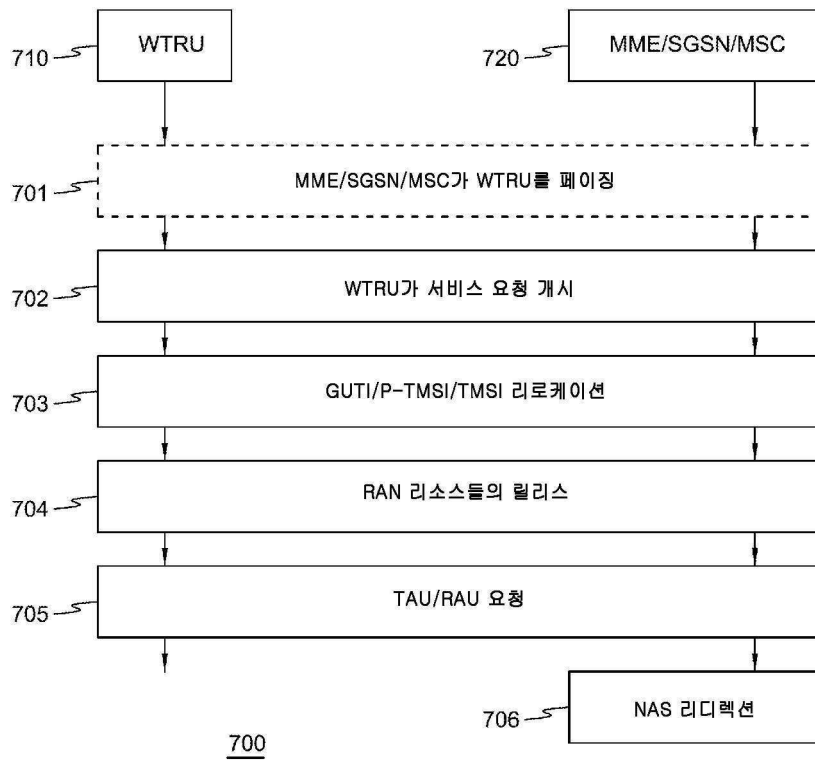 710 WTRU
720 MME/SGSN/MSC
701 MME/SGSN/MSC가 WTRU를 페이징
702 WTRU가 서비스 요청 개시
703 GUTI/P-TMSI/TMSI 리로케이션
704 RAN 리소스들의 릴리스
705 TAU/RAU 요청
706 NAS 리디렉션
700